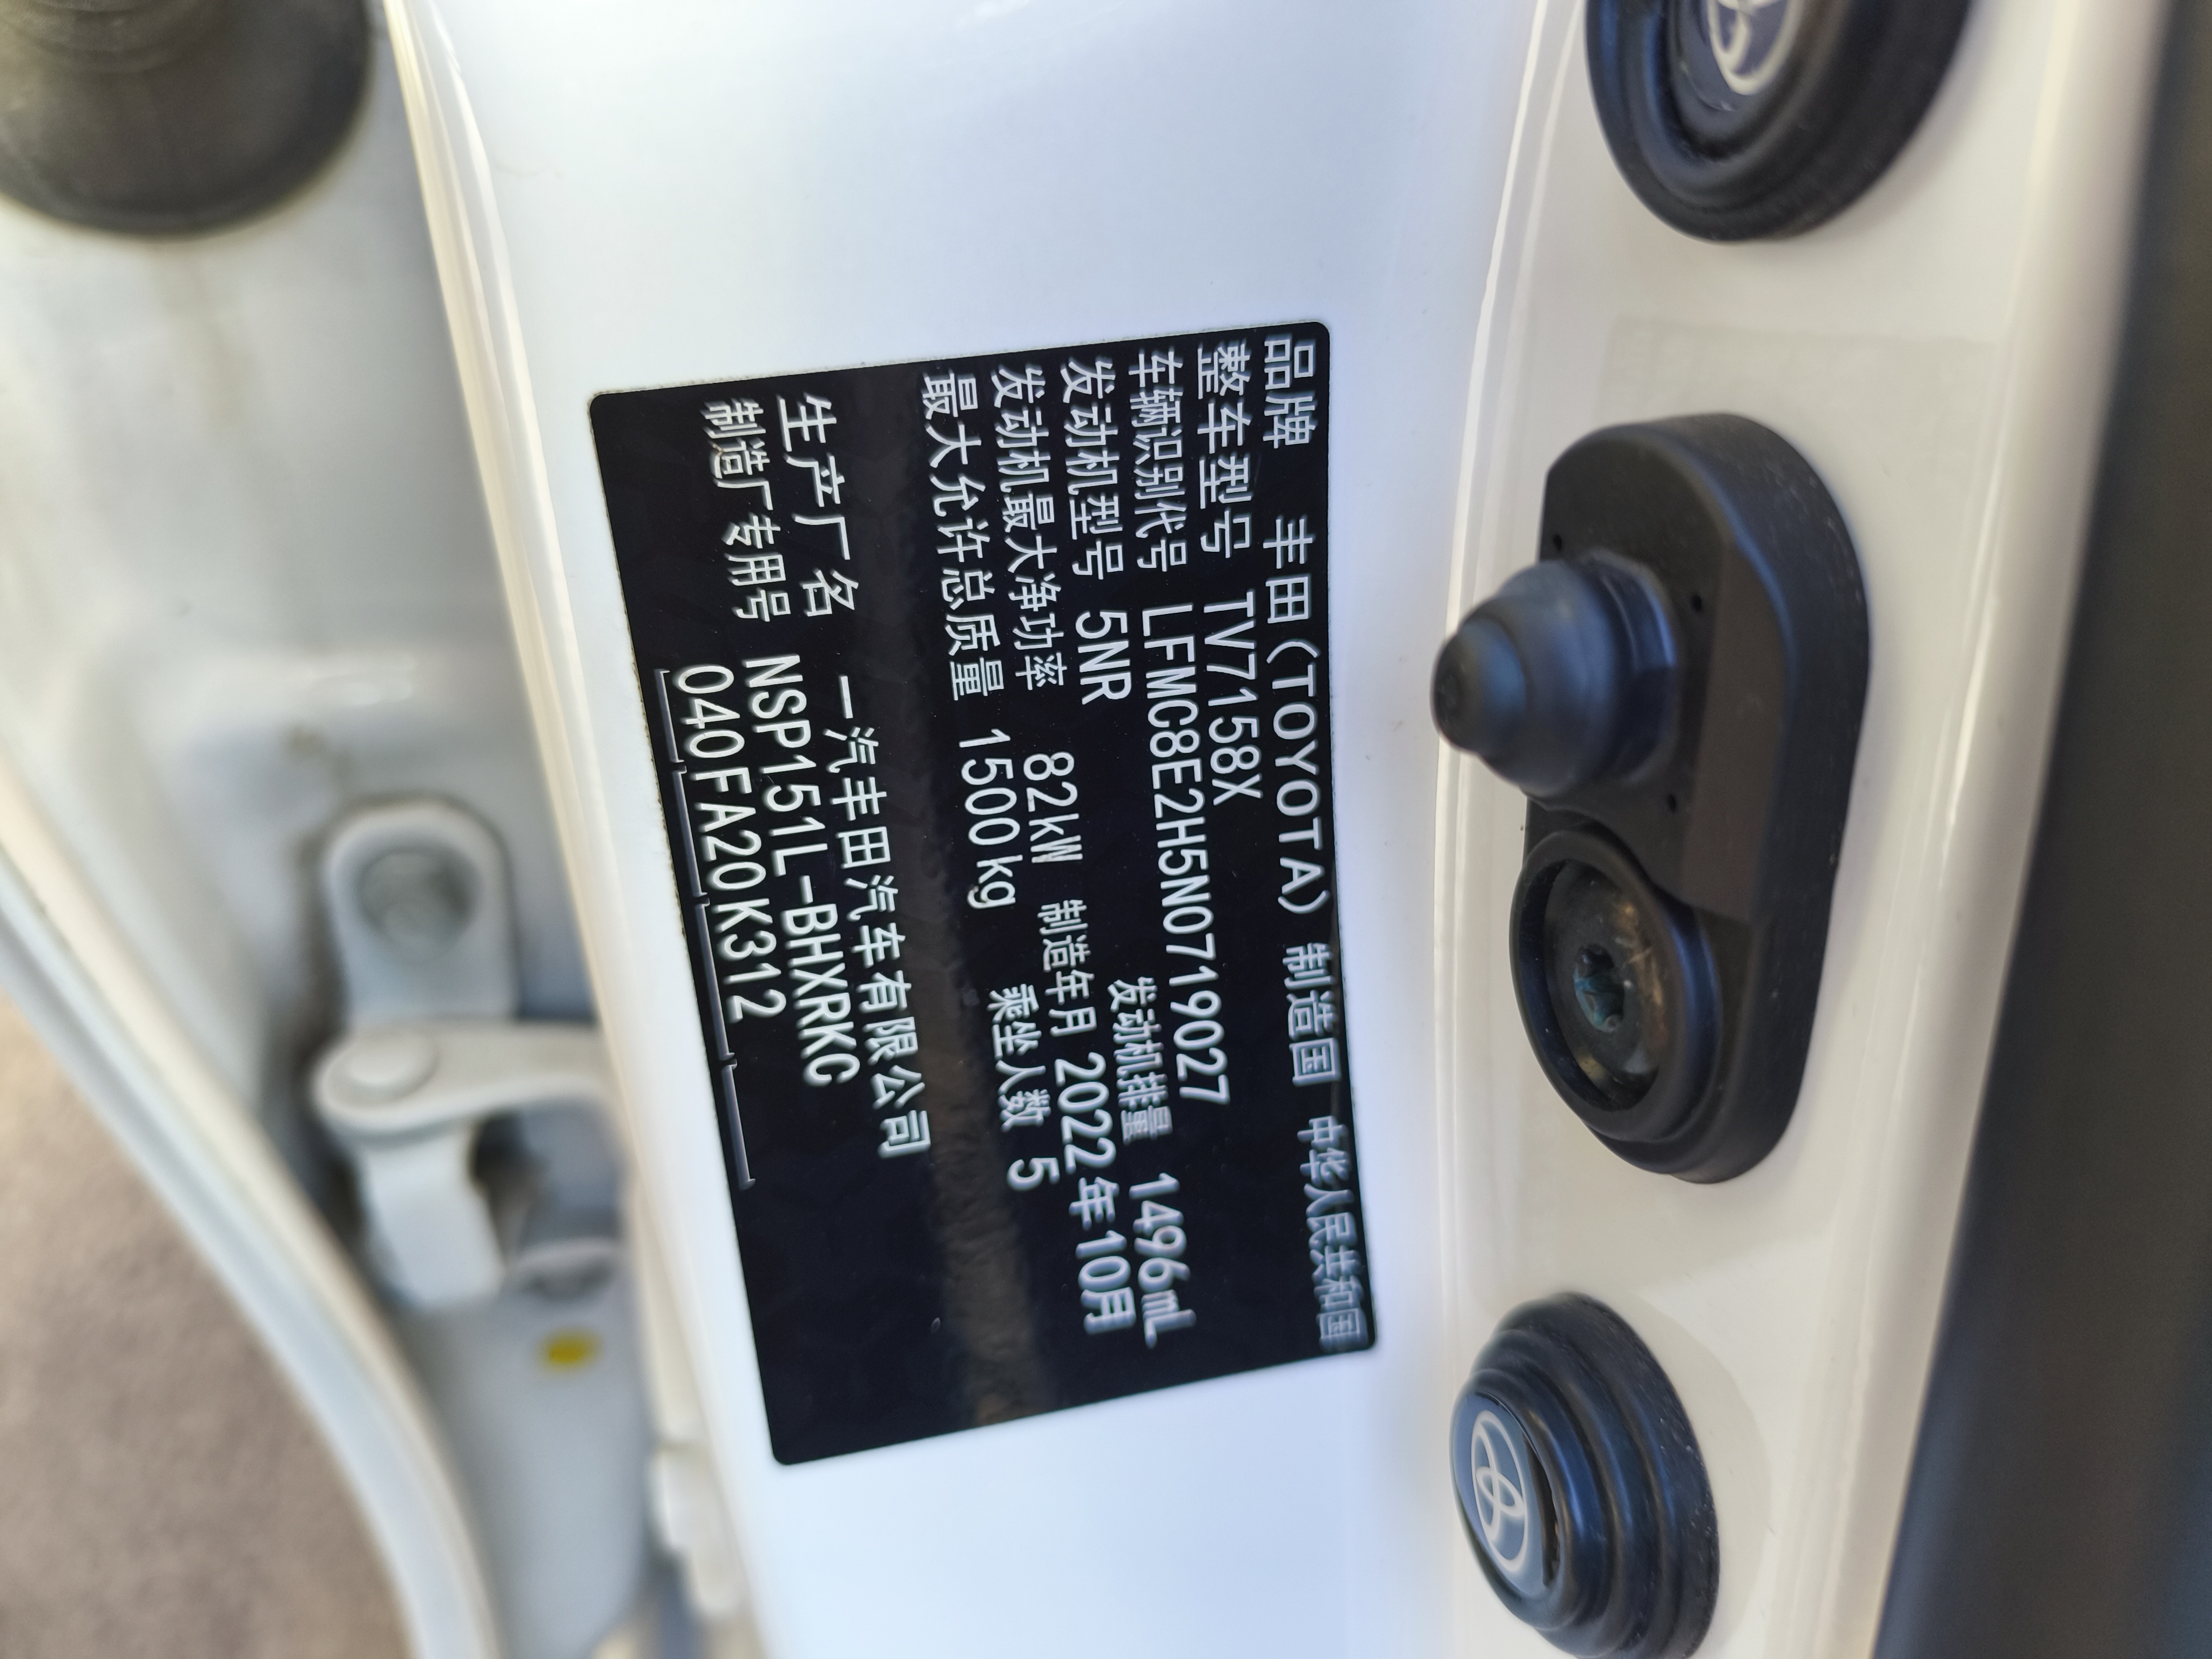 品牌 丰田(TOYOTA) 制造国 中华人民共和国
整车型号 TV7158X
车辆识别代号 LFMC8E2H5N0719027
发动机型号 5NR 发动机排量 1496mL
发动机最大净功率 82kW 制造年月 2022年10月
最大允许总质量 1500kg 乘坐人数 5
生产厂名 一汽丰田汽车有限公司
制造厂专用号 NSP151L-BHXRKC
040FA20K312